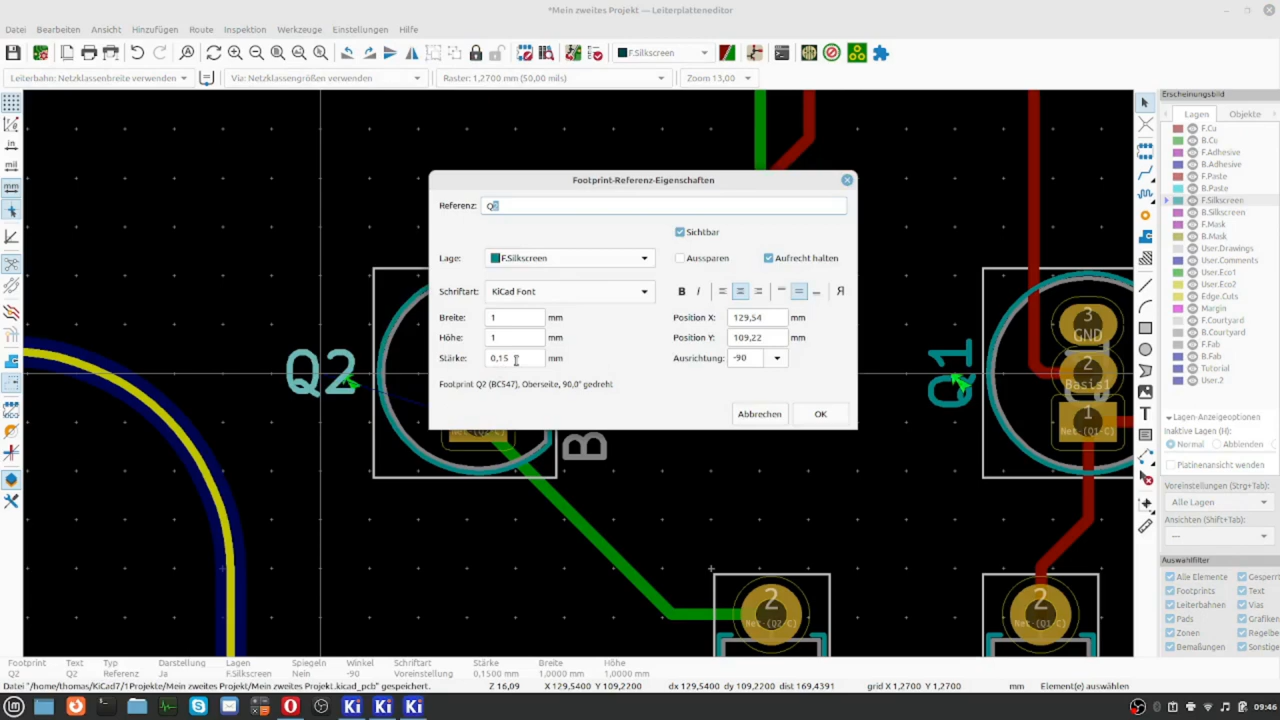 *Mein zweites Projekt — Leiterplatteneditor
Datei Bearbeiten Ansicht Hinzufügen Route Inspektion Werkzeuge Einstellungen Hilfe
F.Silkscreen
Leiterbahn: Netzklassenbreite verwenden Via: Netzklassengrößen verwenden Raster: 1,2700 mm (50,00 mils) Zoom 13,00
in
mil
mm
Erscheinungsbild
Lagen Objekte
F.Cu
B.Cu
F.Adhesive
B.Adhesive
F.Paste
B.Paste
F.Silkscreen
B.Silkscreen
F.Mask
B.Mask
User.Drawings
User.Comments
User.Eco1
User.Eco2
Edge.Cuts
Margin
F.Courtyard
B.Courtyard
F.Fab
B.Fab
Tutorial
User.2
Lagen-Anzeigeoptionen
Inaktive Lagen (H):
Normal Abblenden
Platinenansicht wenden
Voreinstellungen (Strg+Tab):
Alle Lagen
Ansichten (Shift+Tab):
---
Auswahlfilter
Alle Elemente Gesperrt
Footprints Text
Leiterbahnen Vias
Pads Grafiken
Zonen Regelbe
Bemaßungen Sonstige
Footprint-Referenz-Eigenschaften
Referenz: Q2
Sichtbar
Lage: F.Silkscreen Aussparen Aufrecht halten
Schriftart: KiCad Font B I R
Breite: 1 mm Position X: 129,54 mm
Höhe: 1 mm Position Y: 109,22 mm
Stärke: 0,15 mm Ausrichtung: -90
Footprint Q2 (BC547), Oberseite, 90,0° gedreht
Abbrechen OK
Q2
B
Q1
3
GND
2
Basis1
1
Net-(Q1-C)
2
Net-(Q2/C)
2
Net-(Q1/C)
Footprint Text Typ Darstellung Lagen Spiegeln Winkel Schriftart Stärke Breite Höhe
Q2 Q2 Referenz Ja F.Silkscreen Nein -90 Voreinstellung 0,1500 mm 1,0000 mm 1,0000 mm
Datei "/home/thomas/KiCad7/1Projekte/Mein zweites Projekt/Mein zweites Projekt.kicad_pcb" gespeichert. Z 16,09 X 129,5400 Y 109,2200 dx 129,5400 dy 109,2200 dist 169,4391 grid X 1,2700 Y 1,2700 mm Element(e) auswählen
Ki Ki Ki 09:46